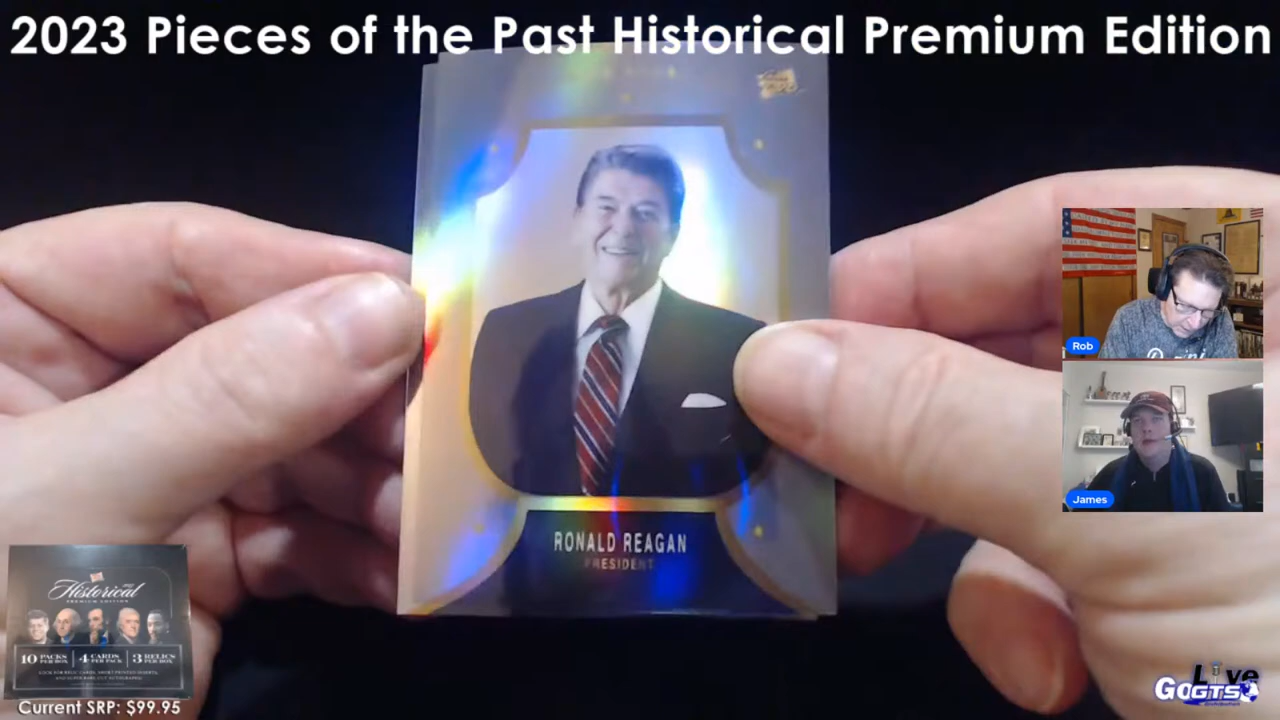 2023 Pieces of the Past Historical Premium Edition
RONALD REAGAN
PRESIDENT
Rob
James
Historical
PREMIUM EDITION
10 PACKS PER BOX | 4 CARDS PER PACK | 3 RELICS PER BOX
Current SRP: $99.95
Live
GOGTS